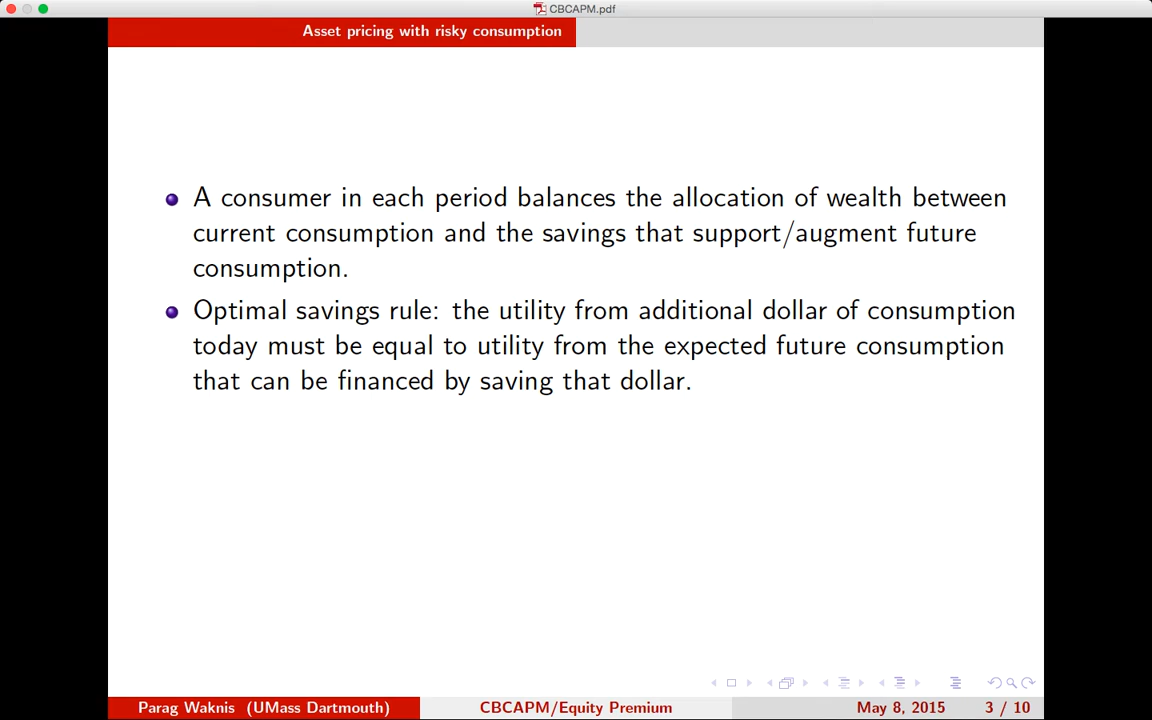 CBCAPM.pdf
Asset pricing with risky consumption
A consumer in each period balances the allocation of wealth between
current consumption and the savings that support/augment future
consumption.
Optimal savings rule: the utility from additional dollar of consumption
today must be equal to utility from the expected future consumption
that can be financed by saving that dollar.
Parag Waknis (UMass Dartmouth) CBCAPM/Equity Premium May 8, 2015 3 / 10